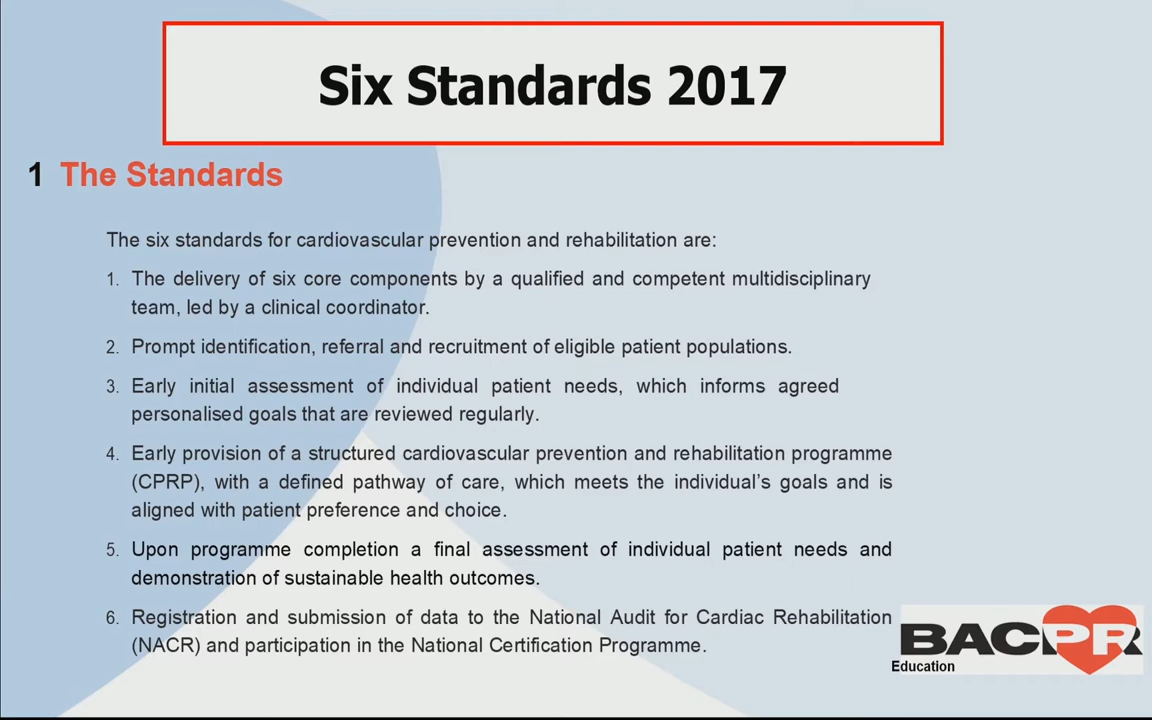 Six Standards 2017
1 The Standards
The six standards for cardiovascular prevention and rehabilitation are:
1. The delivery of six core components by a qualified and competent multidisciplinary
team, led by a clinical coordinator.
2. Prompt identification, referral and recruitment of eligible patient populations.
3. Early initial assessment of individual patient needs, which informs agreed
personalised goals that are reviewed regularly.
4. Early provision of a structured cardiovascular prevention and rehabilitation programme
(CPRP), with a defined pathway of care, which meets the individual's goals and is
aligned with patient preference and choice.
5. Upon programme completion a final assessment of individual patient needs and
demonstration of sustainable health outcomes.
6. Registration and submission of data to the National Audit for Cardiac Rehabilitation
(NACR) and participation in the National Certification Programme.
BACPR
Education